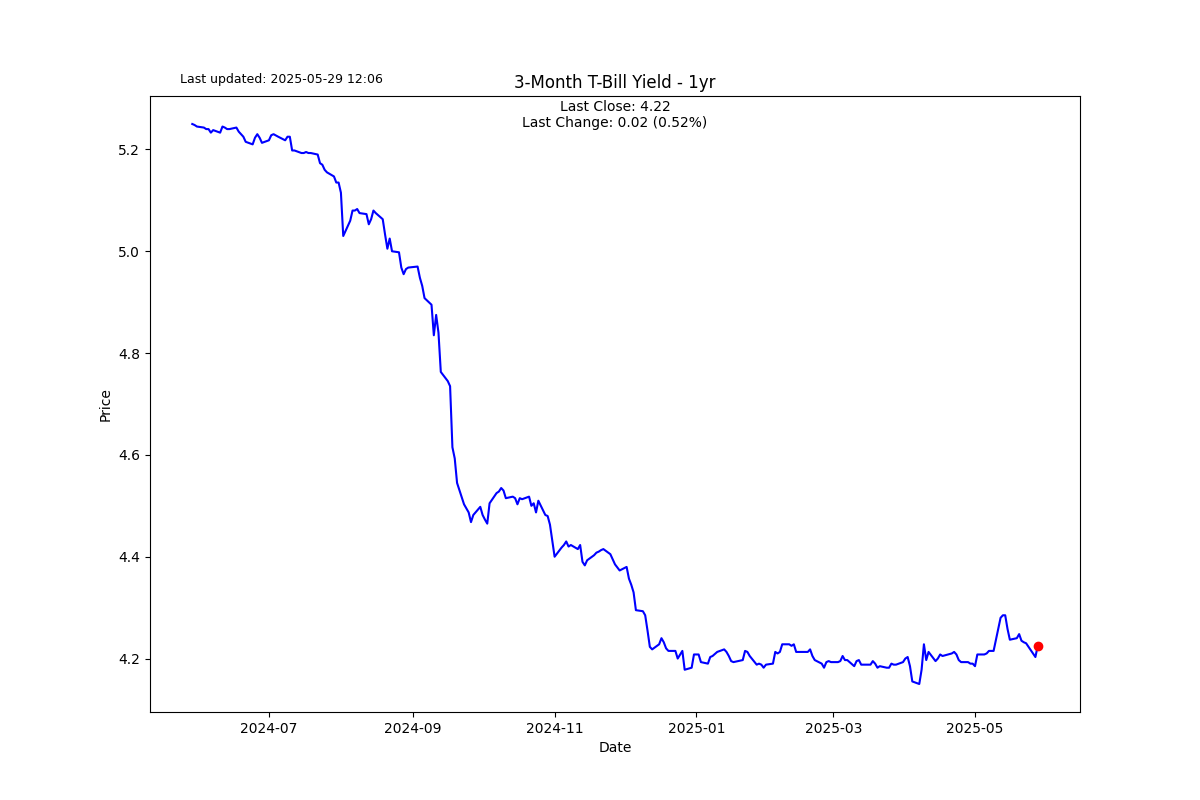 Last updated: 2025-05-29 12:06
3-Month T-Bill Yield - 1yr
Last Close: 4.22
Last Change: 0.02 (0.52%)
5.2
5.0
4.8
4.6
4.4
4.2
Price
2024-07
2024-09
2024-11
2025-01
2025-03
2025-05
Date